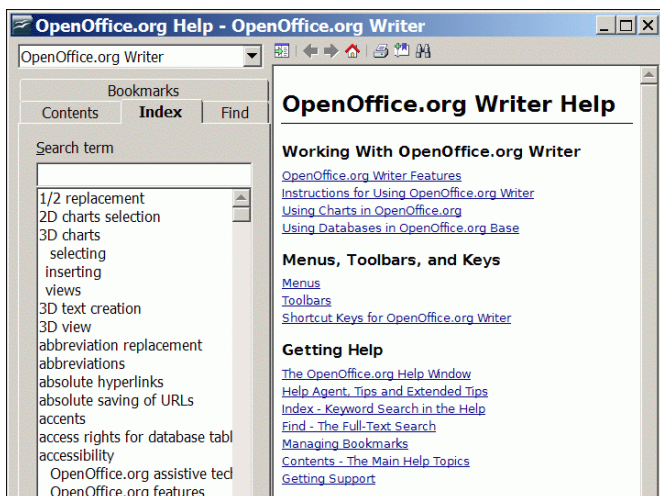 OpenOffice.org Help - OpenOffice.org Writer
OpenOffice.org Writer
Bookmarks
Contents
Index
Find
Search term
1/2 replacement
2D charts selection
3D charts
selecting
inserting
views
3D text creation
3D view
abbreviation replacement
abbreviations
absolute hyperlinks
absolute saving of URLs
accents
access rights for database tabl
accessibility
OpenOffice.org assistive tecl
OpenOffice.org features
OpenOffice.org Writer Help
Working With OpenOffice.org Writer
OpenOffice.org Writer Features
Instructions for Using OpenOffice.org Writer
Using Charts in OpenOffice.org
Using Databases in OpenOffice.org Base
Menus, Toolbars, and Keys
Menus
Toolbars
Shortcut Keys for OpenOffice.org Writer
Getting Help
The OpenOffice.org Help Window
Help Agent, Tips and Extended Tips
Index - Keyword Search in the Help
Find - The Full-Text Search
Managing Bookmarks
Contents - The Main Help Topics
Getting Support